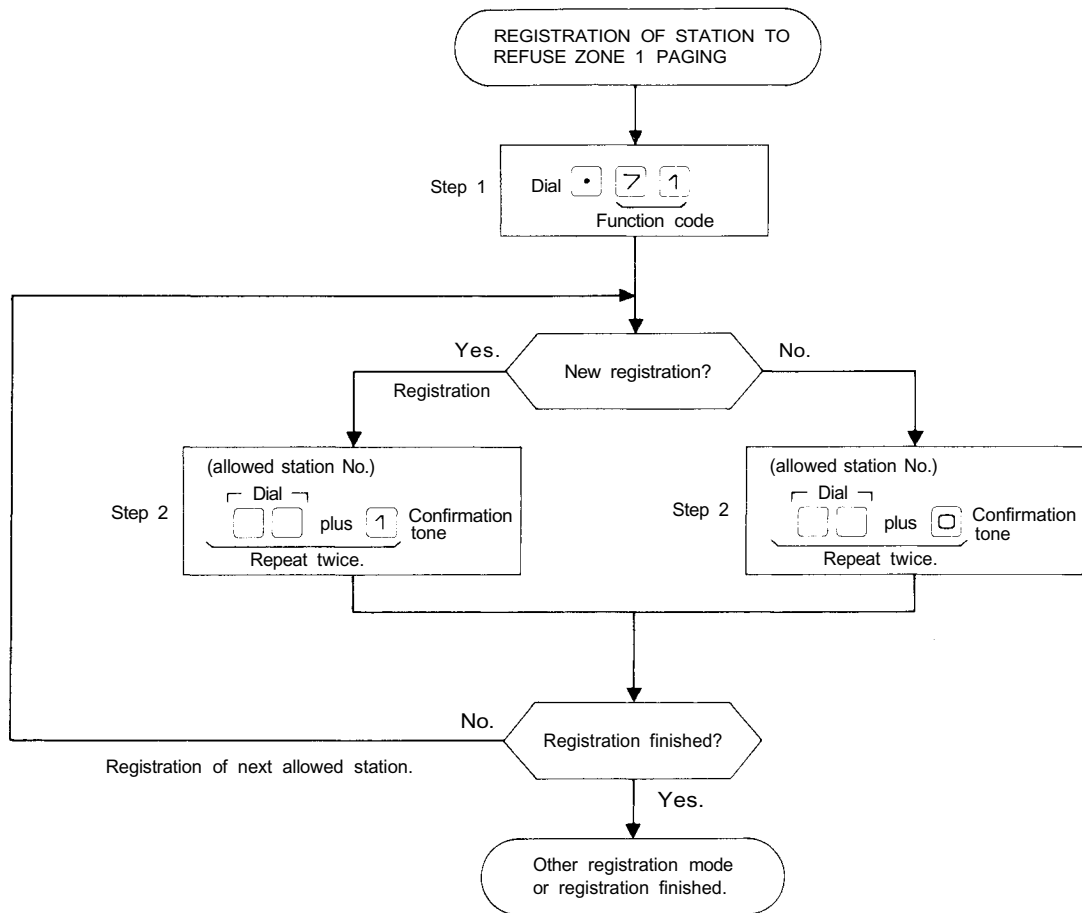 REGISTRATION OF STATION TO
REFUSE ZONE 1 PAGING
Step 1
Dial • 7 1
Function code
Yes.
New registration?
No.
Registration
(allowed station No.)
Dial
Step 2
plus 1 Confirmation
tone
Repeat twice.
(allowed station No.)
Dial
Step 2
plus 0 Confirmation
tone
Repeat twice.
No.
Registration finished?
Registration of next allowed station.
Yes.
Other registration mode
or registration finished.